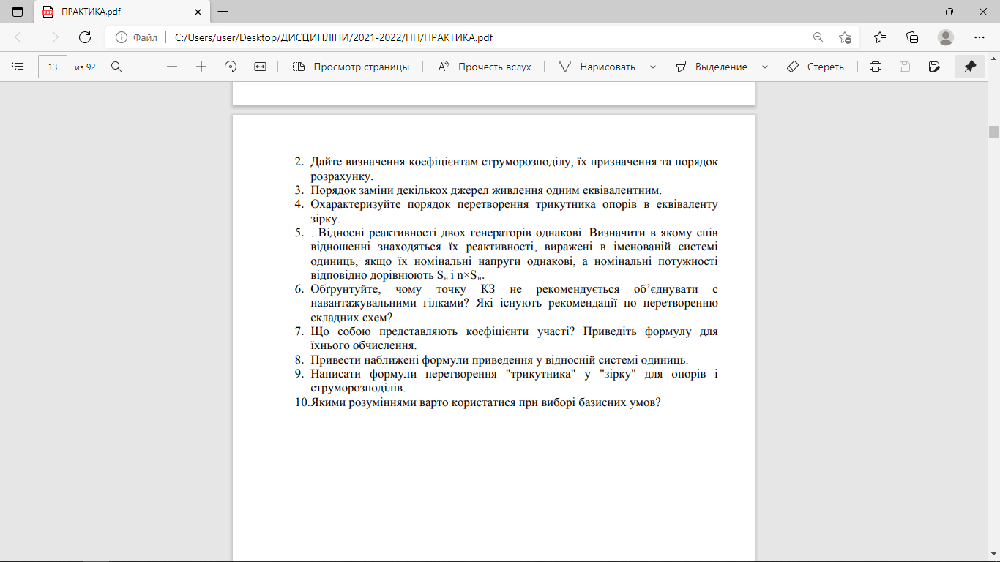 ПРАКТИКА.pdf
Файл
C:/Users/user/Desktop/ДИСЦИПЛІНИ/2021-2022/ПП/ПРАКТИКА.pdf
13 из 92 Просмотр страницы Прочесть вслух Нарисовать Выделение Стереть
2. Дайте визначення коефіцієнтам струморозподілу, їх призначення та порядок
розрахунку.
3. Порядок заміни декількох джерел живлення одним еквівалентним.
4. Охарактеризуйте порядок перетворення трикутника опорів в еквіваленту
зірку.
5. . Відносні реактивності двох генераторів однакові. Визначити в якому спів
відношенні знаходяться їх реактивності, виражені в іменованій системі
одиниць, якщо їх номінальні напруги однакові, а номінальні потужності
відповідно дорівнюють Sн і n×Sн.
6. Обґрунтуйте, чому точку КЗ не рекомендується об’єднувати с
навантажувальними гілками? Які існують рекомендації по перетворенню
складних схем?
7. Що собою представляють коефіцієнти участі? Приведіть формулу для
їхнього обчислення.
8. Привести наближені формули приведення у відносній системі одиниць.
9. Написати формули перетворення "трикутника" у "зірку" для опорів і
струморозподілів.
10.Якими розуміннями варто користатися при виборі базисних умов?